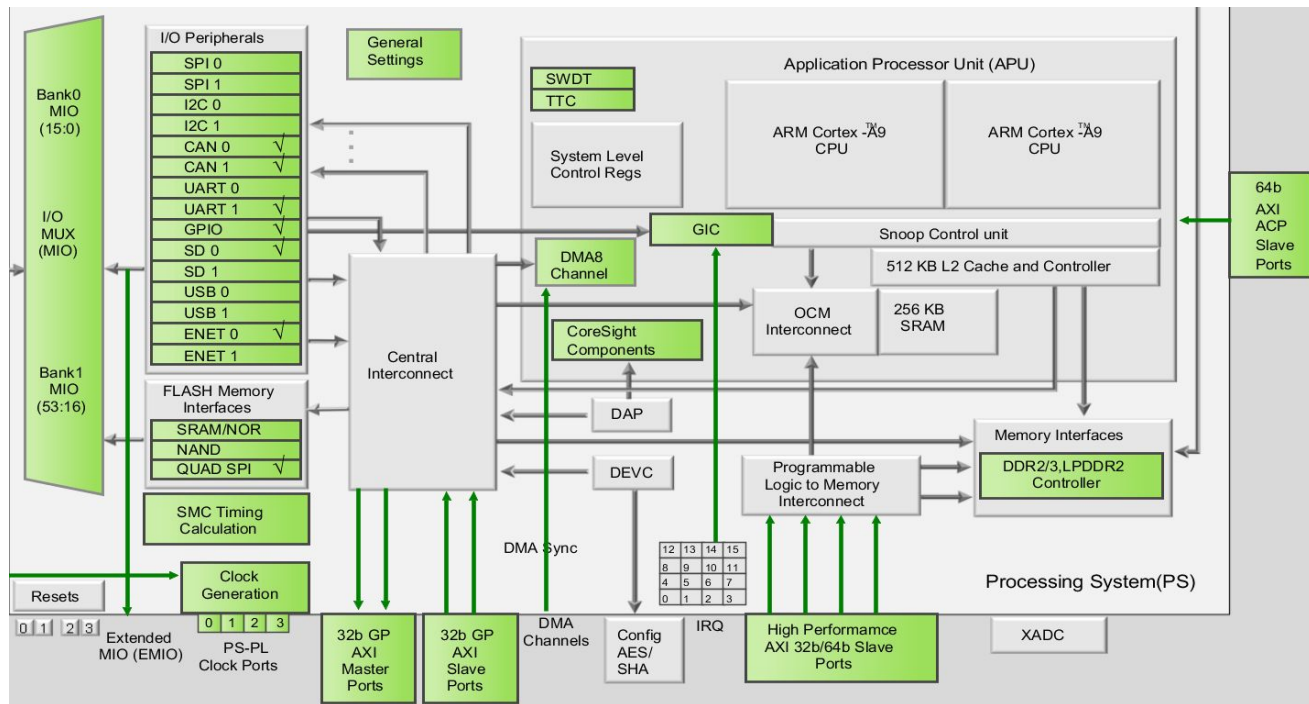 I/O Peripherals
SPI 0
SPI 1
I2C 0
I2C 1
CAN 0 √
CAN 1 √
UART 0
UART 1 √
GPIO √
SD 0 √
SD 1
USB 0
USB 1
ENET 0 √
ENET 1
Bank0
MIO
(15:0)
I/O
MUX
(MIO)
Bank1
MIO
(53:16)
FLASH Memory
Interfaces
SRAM/NOR
NAND
QUAD SPI √
SMC Timing
Calculation
General
Settings
Application Processor Unit (APU)
SWDT
TTC
System Level
Control Regs
ARM Cortex -A9™
CPU
ARM Cortex -A9™
CPU
GIC
Snoop Control unit
DMA8
Channel
512 KB L2 Cache and Controller
OCM
Interconnect
256 KB
SRAM
CoreSight
Components
Central
Interconnect
DAP
DEVC
Programmable
Logic to Memory
Interconnect
Memory Interfaces
DDR2/3,LPDDR2
Controller
64b
AXI
ACP
Slave
Ports
DMA Sync
12 13 14 15
8 9 10 11
4 5 6 7
0 1 2 3
Processing System(PS)
Resets
0 1 2 3
Clock
Generation
0 1 2 3
Extended
MIO (EMIO)
PS-PL
Clock Ports
32b GP
AXI
Master
Ports
32b GP
AXI
Slave
Ports
DMA
Channels
Config
AES/
SHA
IRQ
High Performamce
AXI 32b/64b Slave
Ports
XADC